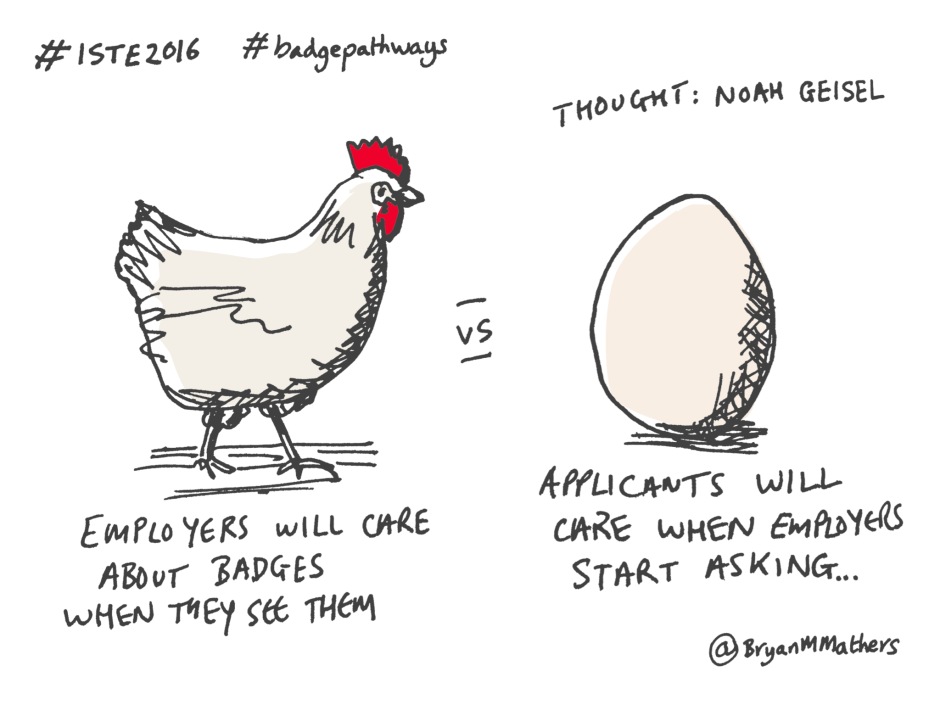 #ISTE2016 #badgepathways
THOUGHT: NOAH GEISEL
VS
EMPLOYERS WILL CARE
ABOUT BADGES
WHEN THEY SEE THEM
APPLICANTS WILL
CARE WHEN EMPLOYERS
START ASKING...
@BryanMMathers